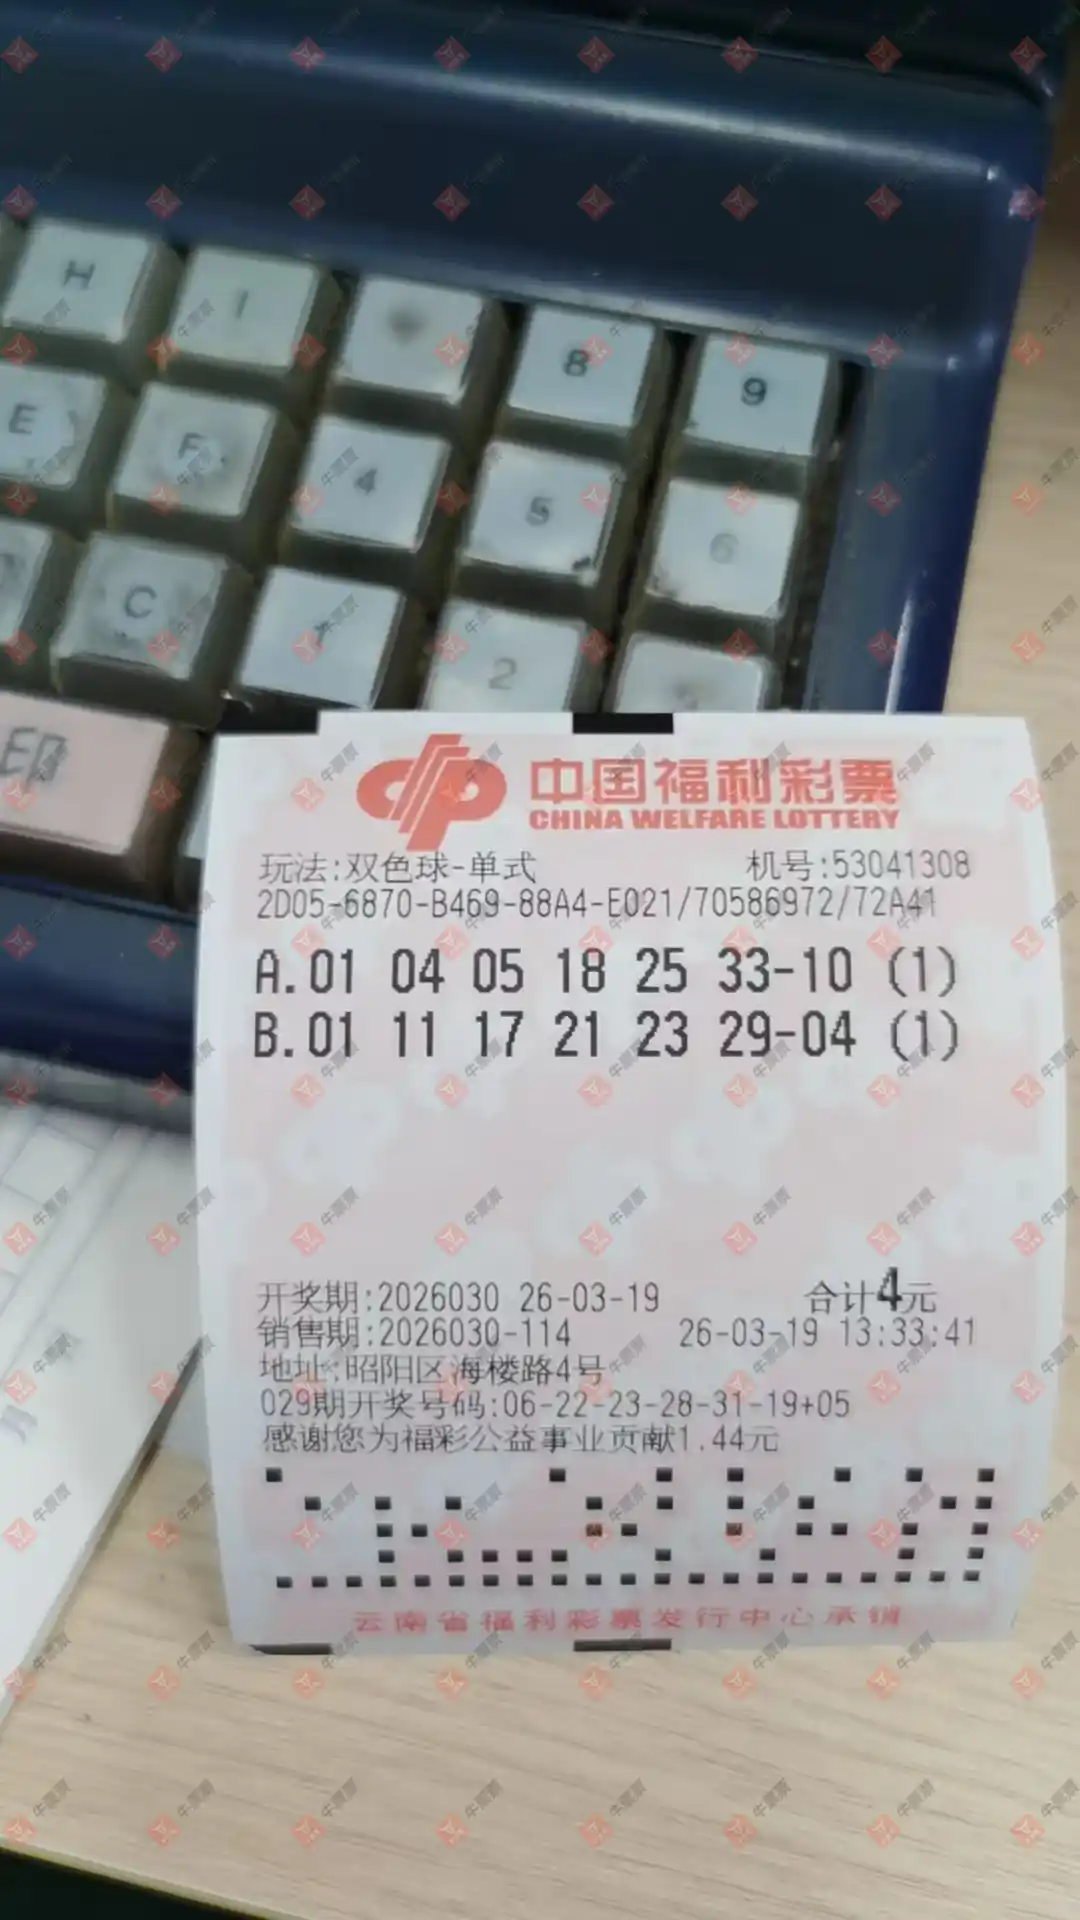 H I 8 9
E F 4 5 6
C 2
印
中国福利彩票
CHINA WELFARE LOTTERY
玩法:双色球-单式 机号:53041308
2D05-6870-B469-88A4-E021/70586972/72A41
A.01 04 05 18 25 33-10 (1)
B.01 11 17 21 23 29-04 (1)
开奖期:2026030 26-03-19 合计4元
销售期:2026030-114 26-03-19 13:33:41
地址:昭阳区海楼路4号
029期开奖号码:06-22-23-28-31-19+05
感谢您为福彩公益事业贡献1.44元
云南省福利彩票发行中心承销
牛票票